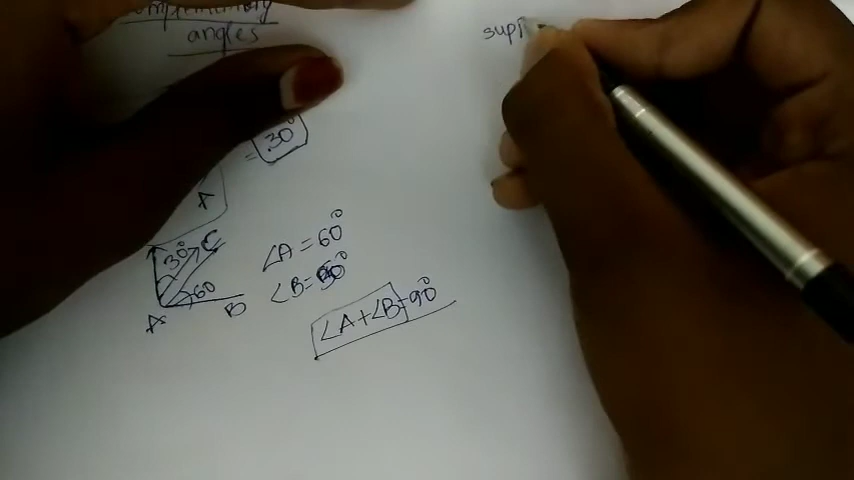 angles
= 30°
A
30° C
60
A B
∠A = 60°
∠B = 30°
∠A+∠B=90°
supl